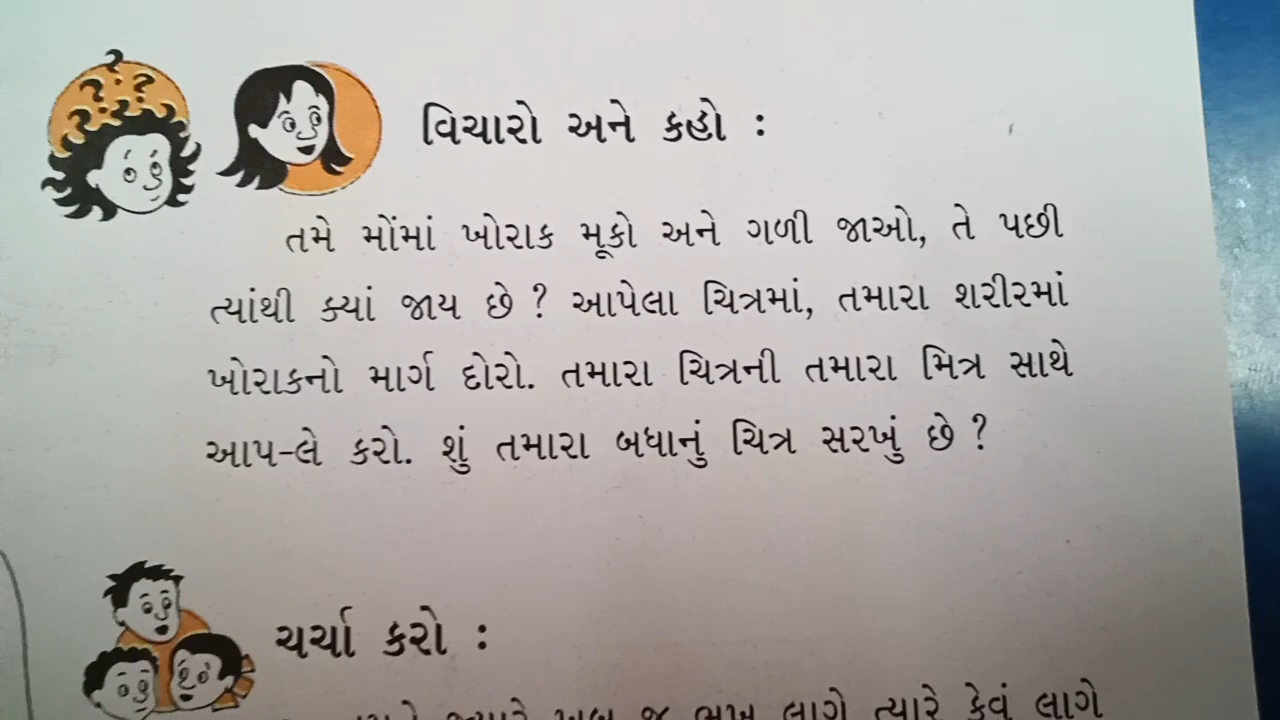 વિચારો અને કહો :
તમે મોંમાં ખોરાક મૂકો અને ગળી જાઓ, તે પછી
ત્યાંથી ક્યાં જાય છે ? આપેલા ચિત્રમાં, તમારા શરીરમાં
ખોરાકનો માર્ગ દોરો. તમારા ચિત્રની તમારા મિત્ર સાથે
આપ-લે કરો. શું તમારા બધાનું ચિત્ર સરખું છે ?
ચર્ચા કરો :
જ ભૂખ લાગે ત્યારે કેવું લાગે